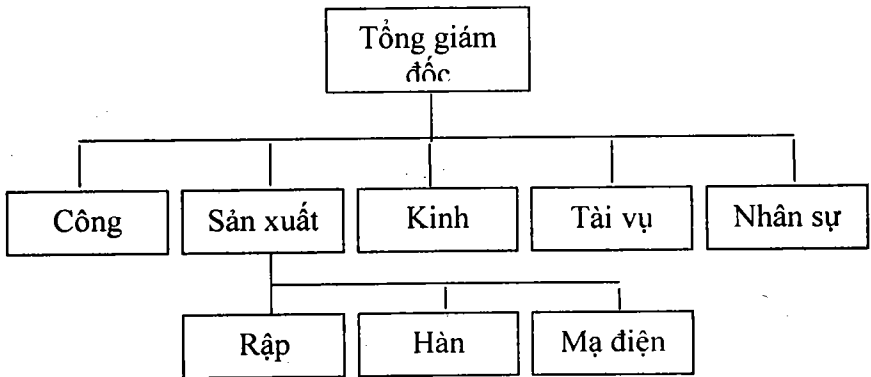 Tổng giám
đốc
Công
Sản xuất
Kinh
Tài vụ
Nhân sự
Rập
Hàn
Mạ điện